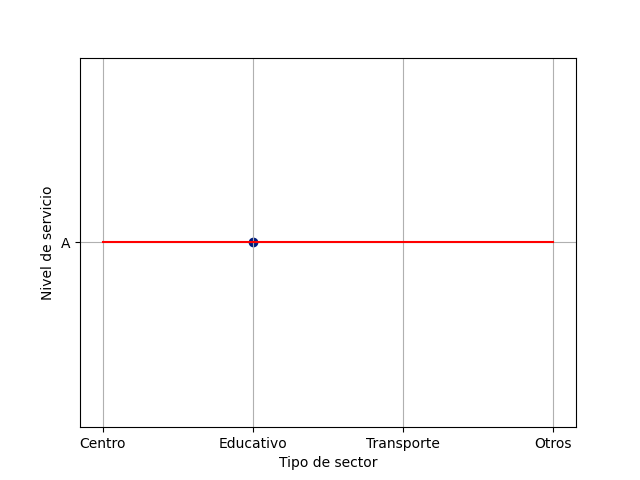 Nivel de servicio
A
Centro Educativo Transporte Otros
Tipo de sector